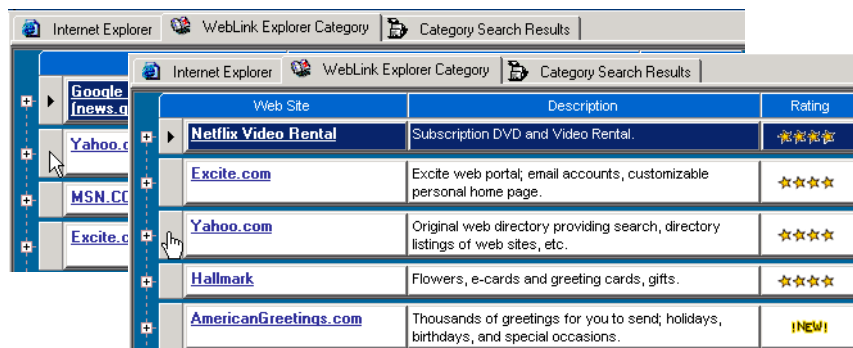 Internet Explorer WebLink Explorer Category Category Search Results
Google
[news.g
Yahoo.c
MSN.CO
Excite.c
Internet Explorer WebLink Explorer Category Category Search Results
Web Site Description Rating
Netflix Video Rental Subscription DVD and Video Rental.
Excite.com Excite web portal; email accounts, customizable
personal home page.
Yahoo.com Original web directory providing search, directory
listings of web sites, etc.
Hallmark Flowers, e-cards and greeting cards, gifts.
AmericanGreetings.com Thousands of greetings for you to send; holidays,
birthdays, and special occasions.
!NEW!